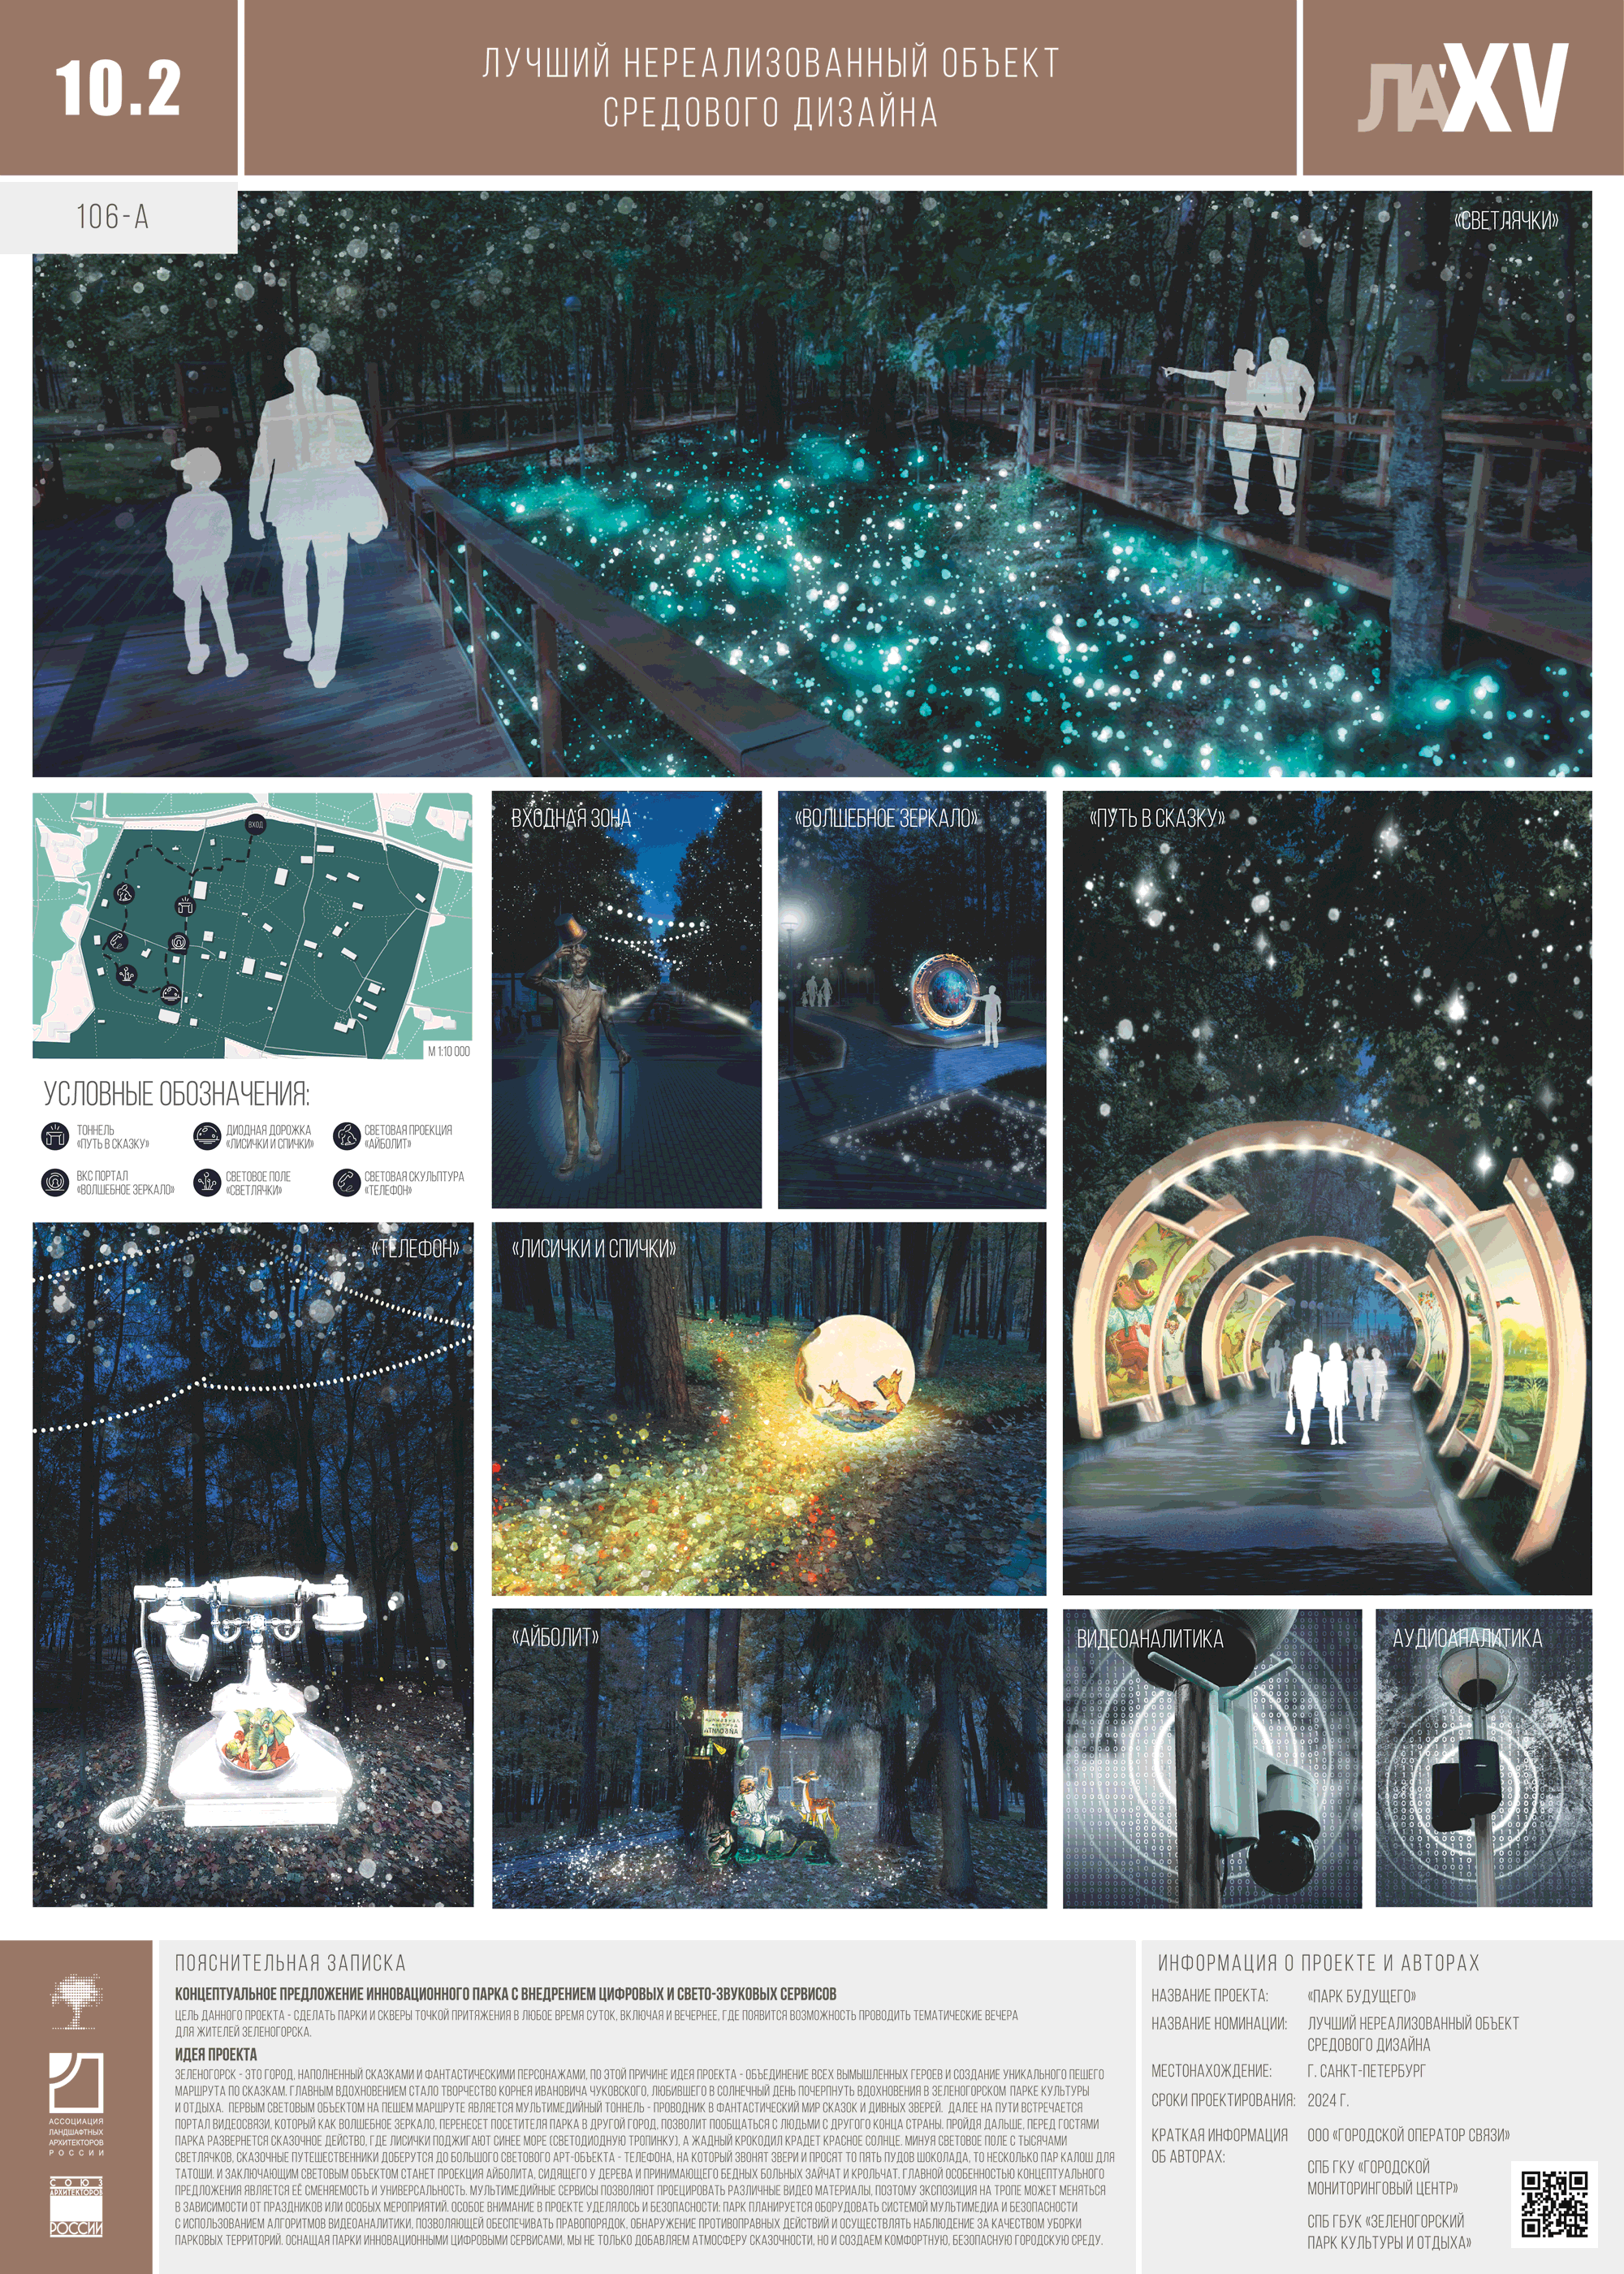 10.2
ЛУЧШИЙ НЕРЕАЛИЗОВАННЫЙ ОБЪЕКТ
СРЕДОВОГО ДИЗАЙНА
ЛА'XV
106-А
«СВЕТЛЯЧКИ»
ВХОД
М 1:10 000
УСЛОВНЫЕ ОБОЗНАЧЕНИЯ:
ТОННЕЛЬ
«ПУТЬ В СКАЗКУ»
ДИОДНАЯ ДОРОЖКА
«ЛИСИЧКИ И СПИЧКИ»
СВЕТОВАЯ ПРОЕКЦИЯ
«АЙБОЛИТ»
ВКС ПОРТАЛ
«ВОЛШЕБНОЕ ЗЕРКАЛО»
СВЕТОВОЕ ПОЛЕ
«СВЕТЛЯЧКИ»
СВЕТОВАЯ СКУЛЬПТУРА
«ТЕЛЕФОН»
ВХОДНАЯ ЗОНА
«ВОЛШЕБНОЕ ЗЕРКАЛО»
«ПУТЬ В СКАЗКУ»
«ТЕЛЕФОН»
«ЛИСИЧКИ И СПИЧКИ»
«АЙБОЛИТ»
ВИДЕОАНАЛИТИКА
АУДИОАНАЛИТИКА
АССОЦИАЦИЯ
ЛАНДШАФТНЫХ
АРХИТЕКТОРОВ
РОССИИ
СОЮЗ
АРХИТЕКТОРОВ
РОССИИ
ПОЯСНИТЕЛЬНАЯ ЗАПИСКА
КОНЦЕПТУАЛЬНОЕ ПРЕДЛОЖЕНИЕ ИННОВАЦИОННОГО ПАРКА С ВНЕДРЕНИЕМ ЦИФРОВЫХ И СВЕТО-ЗВУКОВЫХ СЕРВИСОВ
ЦЕЛЬ ДАННОГО ПРОЕКТА - СДЕЛАТЬ ПАРКИ И СКВЕРЫ ТОЧКОЙ ПРИТЯЖЕНИЯ В ЛЮБОЕ ВРЕМЯ СУТОК, ВКЛЮЧАЯ И ВЕЧЕРНЕЕ, ГДЕ ПОЯВИТСЯ ВОЗМОЖНОСТЬ ПРОВОДИТЬ ТЕМАТИЧЕСКИЕ ВЕЧЕРА
ДЛЯ ЖИТЕЛЕЙ ЗЕЛЕНОГОРСКА.
ИДЕЯ ПРОЕКТА
ЗЕЛЕНОГОРСК - ЭТО ГОРОД, НАПОЛНЕННЫЙ СКАЗКАМИ И ФАНТАСТИЧЕСКИМИ ПЕРСОНАЖАМИ, ПО ЭТОЙ ПРИЧИНЕ ИДЕЯ ПРОЕКТА - ОБЪЕДИНЕНИЕ ВСЕХ ВЫМЫШЛЕННЫХ ГЕРОЕВ И СОЗДАНИЕ УНИКАЛЬНОГО ПЕШЕГО
МАРШРУТА ПО СКАЗКАМ. ГЛАВНЫМ ВДОХНОВЕНИЕМ СТАЛО ТВОРЧЕСТВО КОРНЕЯ ИВАНОВИЧА ЧУКОВСКОГО, ЛЮБИВШЕГО В СОЛНЕЧНЫЙ ДЕНЬ ПОЧЕРПНУТЬ ВДОХНОВЕНИЯ В ЗЕЛЕНОГОРСКОМ ПАРКЕ КУЛЬТУРЫ
И ОТДЫХА. ПЕРВЫМ СВЕТОВЫМ ОБЪЕКТОМ НА ПЕШЕМ МАРШРУТЕ ЯВЛЯЕТСЯ МУЛЬТИМЕДИЙНЫЙ ТОННЕЛЬ - ПРОВОДНИК В ФАНТАСТИЧЕСКИЙ МИР СКАЗОК И ДИВНЫХ ЗВЕРЕЙ. ДАЛЕЕ НА ПУТИ ВСТРЕЧАЕТСЯ
ПОРТАЛ ВИДЕОСВЯЗИ, КОТОРЫЙ КАК ВОЛШЕБНОЕ ЗЕРКАЛО, ПЕРЕНЕСЕТ ПОСЕТИТЕЛЯ ПАРКА В ДРУГОЙ ГОРОД, ПОЗВОЛИТ ПООБЩАТЬСЯ С ЛЮДЬМИ С ДРУГОГО КОНЦА СТРАНЫ. ПРОЙДЯ ДАЛЬШЕ, ПЕРЕД ГОСТЯМИ
ПАРКА РАЗВЕРНЕТСЯ СКАЗОЧНОЕ ДЕЙСТВО, ГДЕ ЛИСИЧКИ ПОДЖИГАЮТ СИНЕЕ МОРЕ (СВЕТОДИОДНУЮ ТРОПИНКУ), А ЖАДНЫЙ КРОКОДИЛ КРАДЕТ КРАСНОЕ СОЛНЦЕ. МИНУЯ СВЕТОВОЕ ПОЛЕ С ТЫСЯЧАМИ
СВЕТЛЯЧКОВ, СКАЗОЧНЫЕ ПУТЕШЕСТВЕННИКИ ДОБЕРУТСЯ ДО БОЛЬШОГО СВЕТОВОГО АРТ-ОБЪЕКТА - ТЕЛЕФОНА, НА КОТОРЫЙ ЗВОНЯТ ЗВЕРИ И ПРОСЯТ ТО ПЯТЬ ПУДОВ ШОКОЛАДА, ТО НЕСКОЛЬКО ПАР КАЛОШ ДЛЯ
ТАТОШИ. И ЗАКЛЮЧАЮЩИМ СВЕТОВЫМ ОБЪЕКТОМ СТАНЕТ ПРОЕКЦИЯ АЙБОЛИТА, СИДЯЩЕГО У ДЕРЕВА И ПРИНИМАЮЩЕГО БЕДНЫХ БОЛЬНЫХ ЗАЙЧАТ И КРОЛЬЧАТ. ГЛАВНОЙ ОСОБЕННОСТЬЮ КОНЦЕПТУАЛЬНОГО
ПРЕДЛОЖЕНИЯ ЯВЛЯЕТСЯ ЕЁ СМЕНЯЕМОСТЬ И УНИВЕРСАЛЬНОСТЬ. МУЛЬТИМЕДИЙНЫЕ СЕРВИСЫ ПОЗВОЛЯЮТ ПРОЕЦИРОВАТЬ РАЗЛИЧНЫЕ ВИДЕО МАТЕРИАЛЫ, ПОЭТОМУ ЭКСПОЗИЦИЯ НА ТРОПЕ МОЖЕТ МЕНЯТЬСЯ
В ЗАВИСИМОСТИ ОТ ПРАЗДНИКОВ ИЛИ ОСОБЫХ МЕРОПРИЯТИЙ. ОСОБОЕ ВНИМАНИЕ В ПРОЕКТЕ УДЕЛЯЛОСЬ И БЕЗОПАСНОСТИ: ПАРК ПЛАНИРУЕТСЯ ОБОРУДОВАТЬ СИСТЕМОЙ МУЛЬТИМЕДИА И БЕЗОПАСНОСТИ
С ИСПОЛЬЗОВАНИЕМ АЛГОРИТМОВ ВИДЕОАНАЛИТИКИ, ПОЗВОЛЯЮЩЕЙ ОБЕСПЕЧИВАТЬ ПРАВОПОРЯДОК, ОБНАРУЖЕНИЕ ПРОТИВОПРАВНЫХ ДЕЙСТВИЙ И ОСУЩЕСТВЛЯТЬ НАБЛЮДЕНИЕ ЗА КАЧЕСТВОМ УБОРКИ
ПАРКОВЫХ ТЕРРИТОРИЙ. ОСНАЩАЯ ПАРКИ ИННОВАЦИОННЫМИ ЦИФРОВЫМИ СЕРВИСАМИ, МЫ НЕ ТОЛЬКО ДОБАВЛЯЕМ АТМОСФЕРУ СКАЗОЧНОСТИ, НО И СОЗДАЕМ КОМФОРТНУЮ, БЕЗОПАСНУЮ ГОРОДСКУЮ СРЕДУ.
ИНФОРМАЦИЯ О ПРОЕКТЕ И АВТОРАХ
НАЗВАНИЕ ПРОЕКТА: «ПАРК БУДУЩЕГО»
НАЗВАНИЕ НОМИНАЦИИ: ЛУЧШИЙ НЕРЕАЛИЗОВАННЫЙ ОБЪЕКТ
СРЕДОВОГО ДИЗАЙНА
МЕСТОНАХОЖДЕНИЕ: Г. САНКТ-ПЕТЕРБУРГ
СРОКИ ПРОЕКТИРОВАНИЯ: 2024 Г.
КРАТКАЯ ИНФОРМАЦИЯ ООО «ГОРОДСКОЙ ОПЕРАТОР СВЯЗИ»
ОБ АВТОРАХ:
СПБ ГКУ «ГОРОДСКОЙ
МОНИТОРИНГОВЫЙ ЦЕНТР»
СПБ ГБУК «ЗЕЛЕНОГОРСКИЙ
ПАРК КУЛЬТУРЫ И ОТДЫХА»